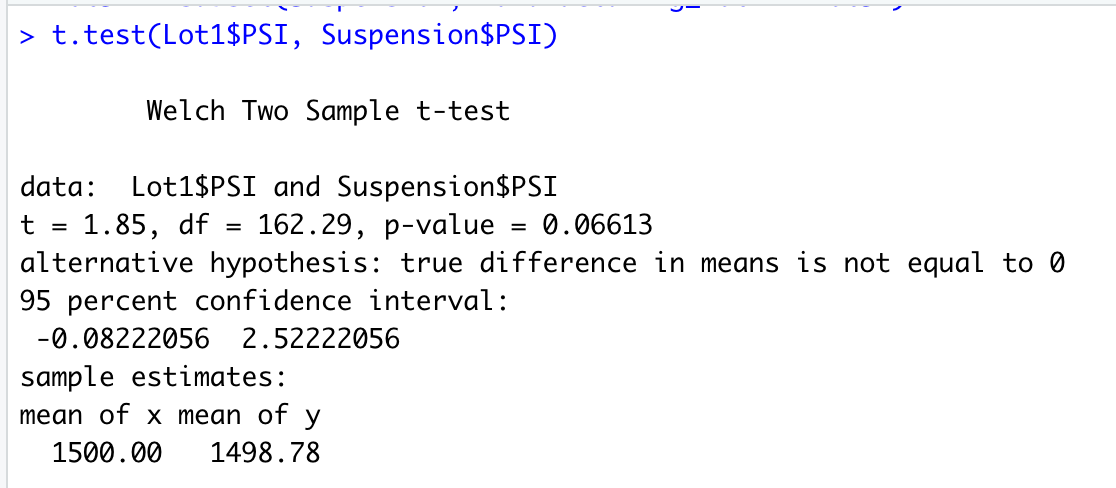 > t.test(Lot1$PSI, Suspension$PSI)
Welch Two Sample t-test
data:  Lot1$PSI and Suspension$PSI
t = 1.85, df = 162.29, p-value = 0.06613
alternative hypothesis: true difference in means is not equal to 0
95 percent confidence interval:
-0.08222056  2.52222056
sample estimates:
mean of x mean of y
1500.00   1498.78